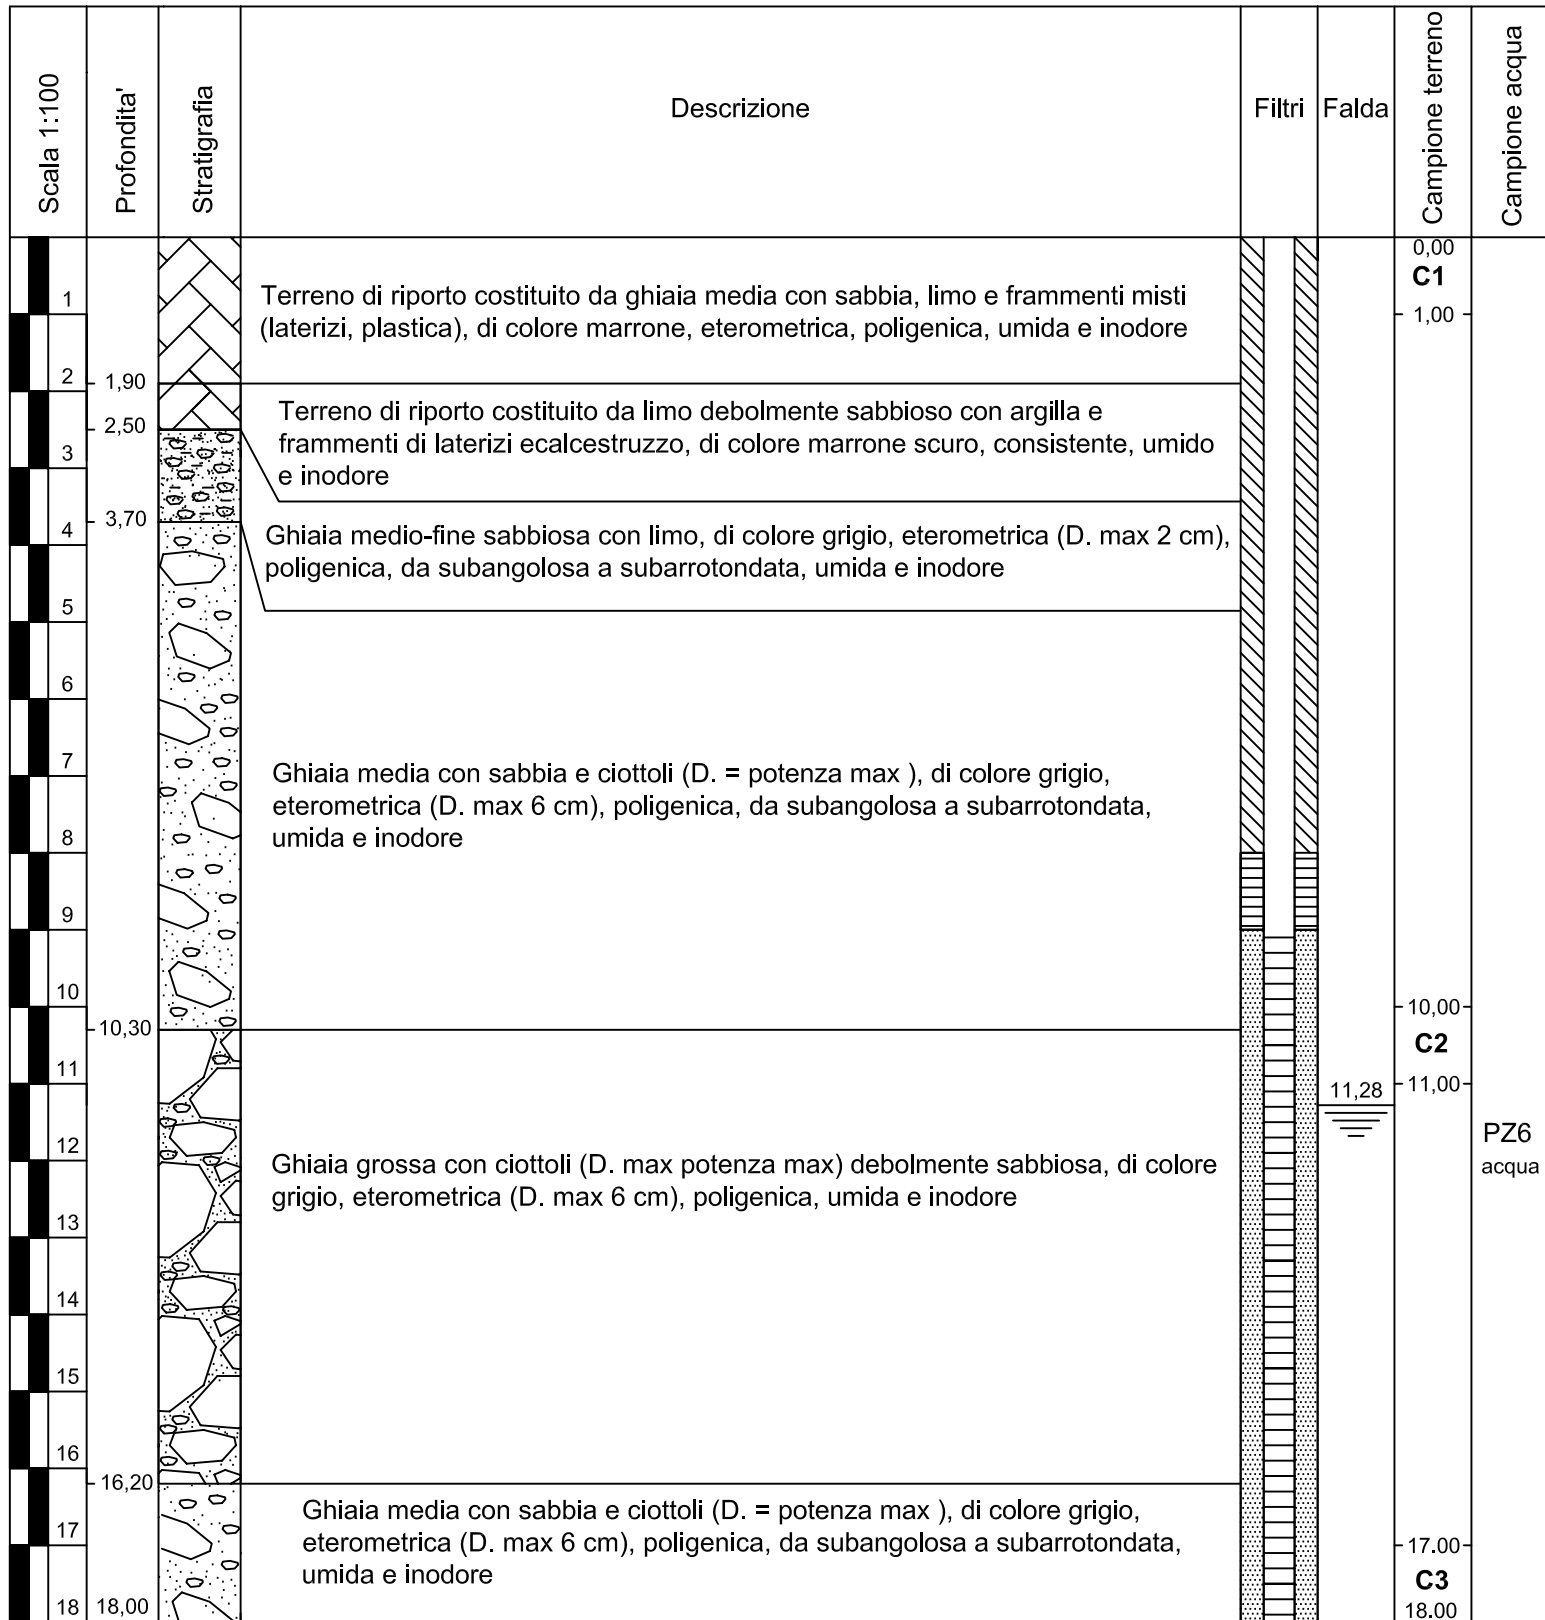 Scala 1:100
Profondita'
Stratigrafia
Descrizione
Filtri
Falda
Campione terreno
Campione acqua
0,00
C1
1
1,00
Terreno di riporto costituito da ghiaia media con sabbia, limo e frammenti misti
(laterizi, plastica), di colore marrone, eterometrica, poligenica, umida e inodore
2
1,90
Terreno di riporto costituito da limo debolmente sabbioso con argilla e
frammenti di laterizi ecalcestruzzo, di colore marrone scuro, consistente, umido
e inodore
2,50
3
3,70
4
Ghiaia medio-fine sabbiosa con limo, di colore grigio, eterometrica (D. max 2 cm),
poligenica, da subangolosa a subarrotondata, umida e inodore
5
6
7
Ghiaia media con sabbia e ciottoli (D. = potenza max ), di colore grigio,
eterometrica (D. max 6 cm), poligenica, da subangolosa a subarrotondata,
umida e inodore
8
9
10
10,00
10,30
C2
11
11,00
11,28
12
PZ6
acqua
Ghiaia grossa con ciottoli (D. max potenza max) debolmente sabbiosa, di colore
grigio, eterometrica (D. max 6 cm), poligenica, umida e inodore
13
14
15
16
16,20
Ghiaia media con sabbia e ciottoli (D. = potenza max ), di colore grigio,
eterometrica (D. max 6 cm), poligenica, da subangolosa a subarrotondata,
umida e inodore
17
17.00
C3
18
18,00
18.00